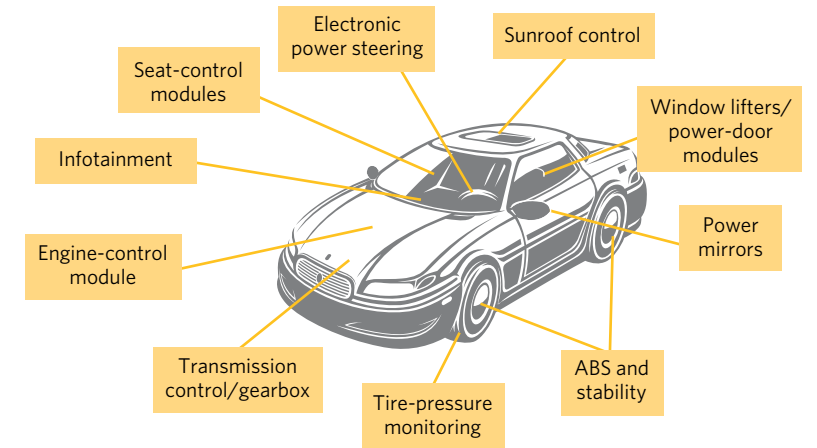 Electronic
power steering
Sunroof control
Seat-control
modules
Window lifters/
power-door
modules
Infotainment
Power
mirrors
Engine-control
module
Transmission
control/gearbox
ABS and
stability
Tire-pressure
monitoring